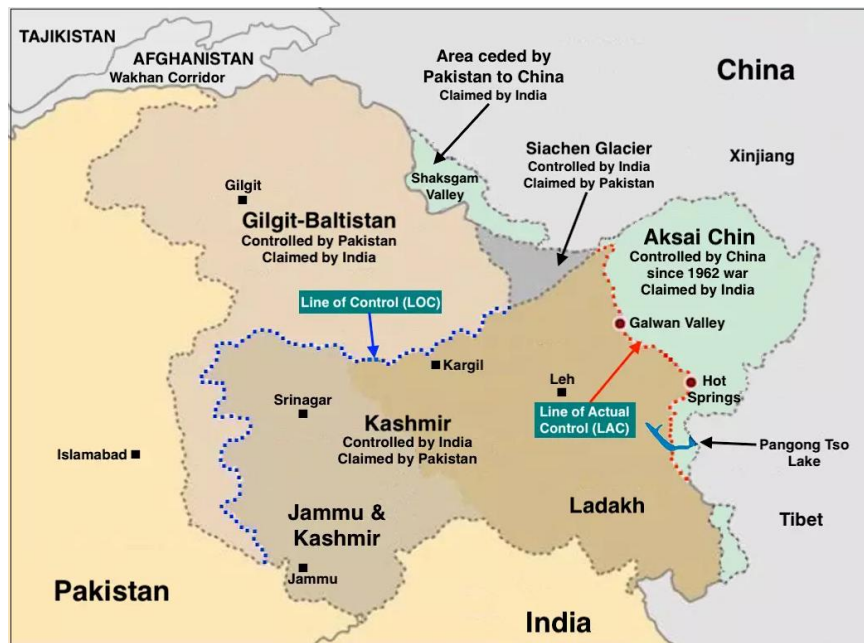 TAJIKISTAN
AFGHANISTAN
Wakhan Corridor
Area ceded by
Pakistan to China
Claimed by India
China
Siachen Glacier
Controlled by India
Claimed by Pakistan
Xinjiang
Shaksgam
Valley
Gilgit
Gilgit-Baltistan
Controlled by Pakistan
Claimed by India
Aksai Chin
Controlled by China
since 1962 war
Claimed by India
Line of Control (LOC)
Galwan Valley
Kargil
Leh
Hot
Springs
Srinagar
Line of Actual
Control (LAC)
Kashmir
Controlled by India
Claimed by Pakistan
Islamabad
Pangong Tso
Lake
Jammu &
Kashmir
Ladakh
Tibet
Jammu
Pakistan
India